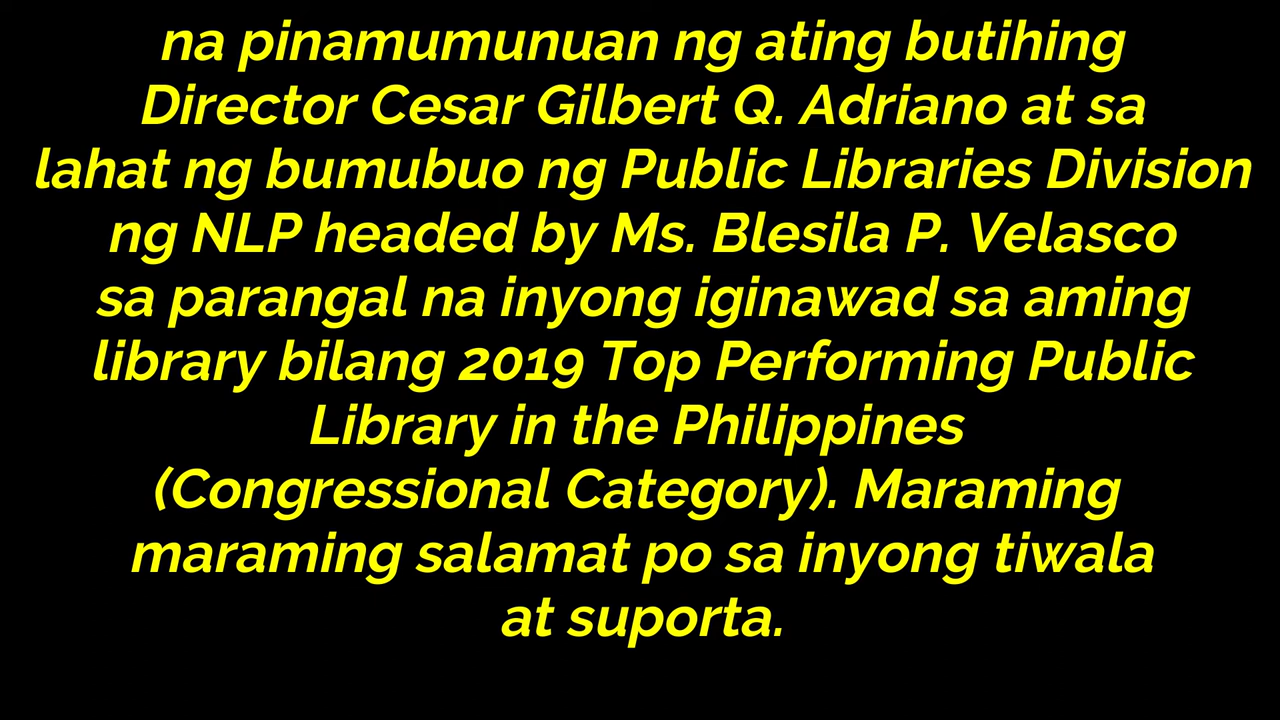 na pinamumunuan ng ating butihing
Director Cesar Gilbert Q. Adriano at sa
lahat ng bumubuo ng Public Libraries Division
ng NLP headed by Ms. Blesila P. Velasco
sa parangal na inyong iginawad sa aming
library bilang 2019 Top Performing Public
Library in the Philippines
(Congressional Category). Maraming
maraming salamat po sa inyong tiwala
at suporta.